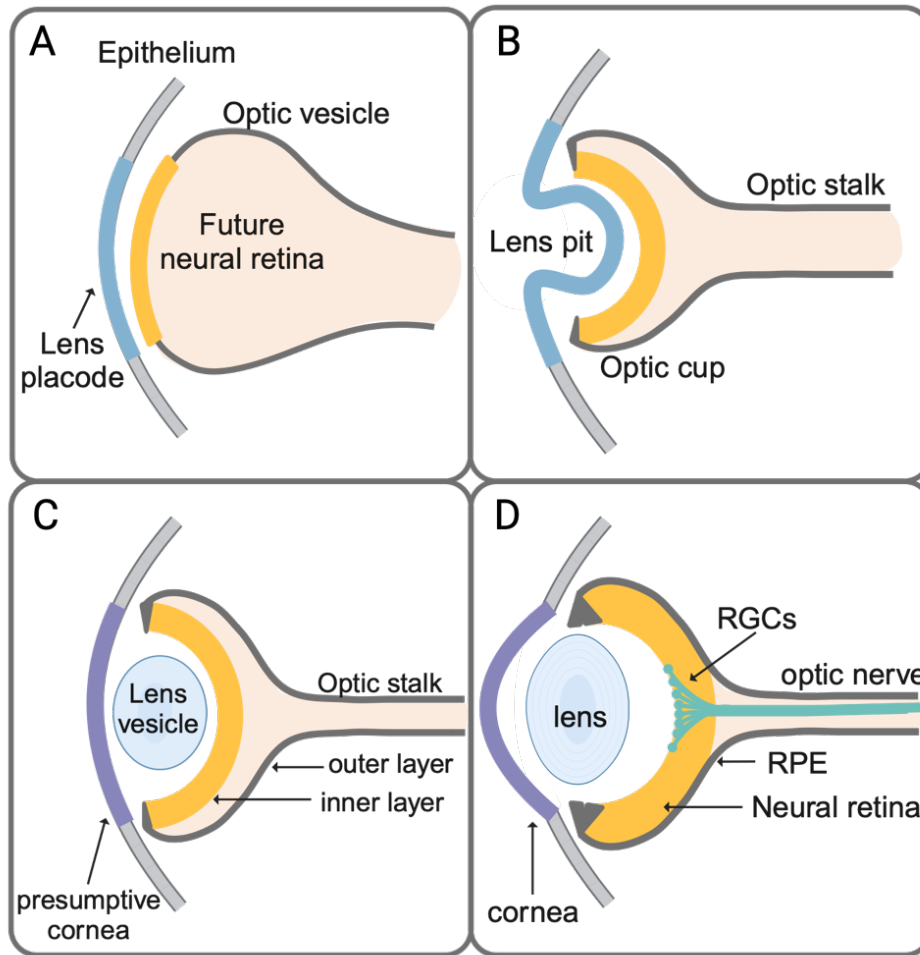 A
Epithelium
Optic vesicle
Future
neural retina
Lens
placode
B
Optic stalk
Lens pit
Optic cup
C
Lens
vesicle
Optic stalk
outer layer
inner layer
presumptive
cornea
D
RGCs
optic nerve
lens
RPE
Neural retina
cornea